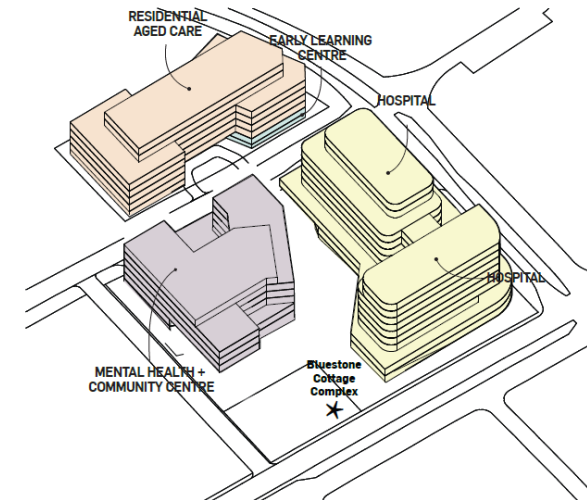 RESIDENTIAL
AGED CARE
EARLY LEARNING
CENTRE
HOSPITAL
HOSPITAL
MENTAL HEALTH +
COMMUNITY CENTRE
Bluestone
Cottage
Complex